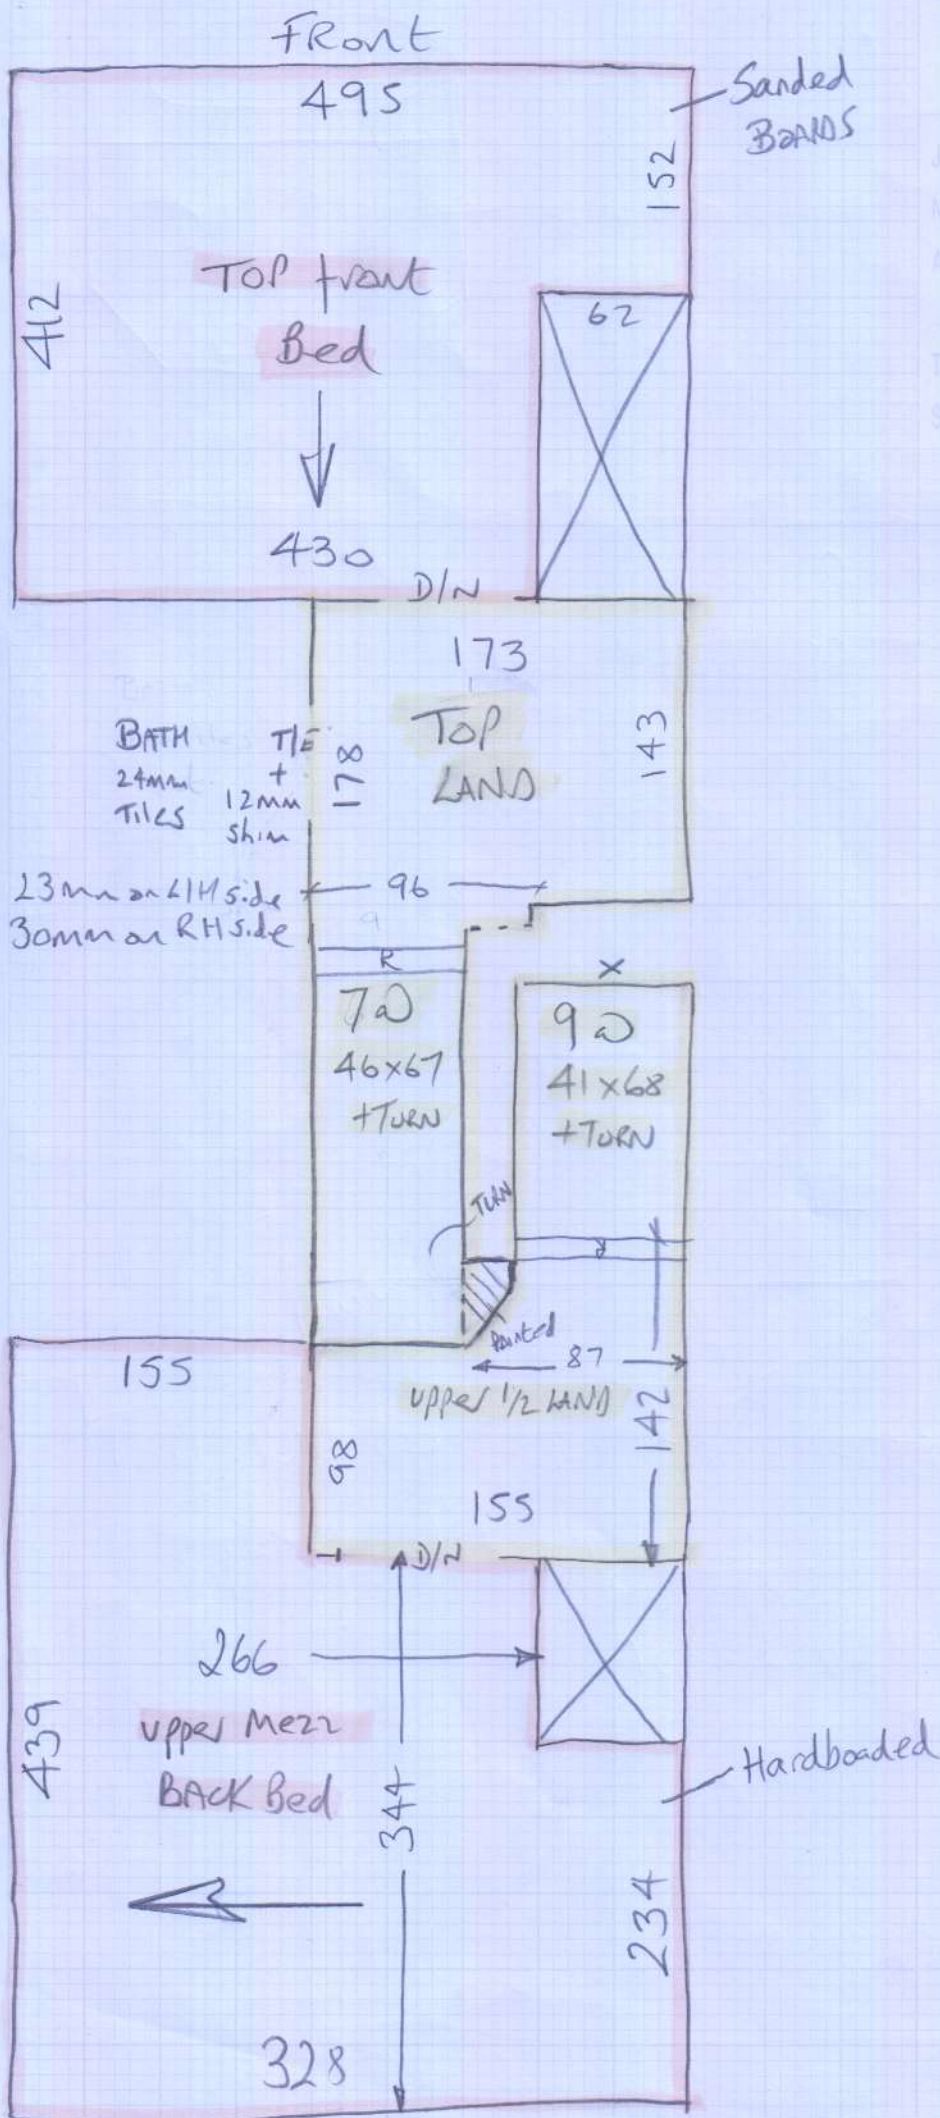 FRont
495
Sanded
BOARDS
152
412
TOP front
Bed
62
430
D/N
173
TOP
LAND
178
143
BATH T/E
24mm +
Tiles 12mm
shim
23mm on L/H side
30mm on RH side
96
R
X
7@
46x67
+TURN
9@
41x68
+TURN
TURN
Painted
87
upper 1/2 LAND
142
155
98
155
D/N
266
upper Mezz
BACK Bed
439
344
Hardboaded
234
328